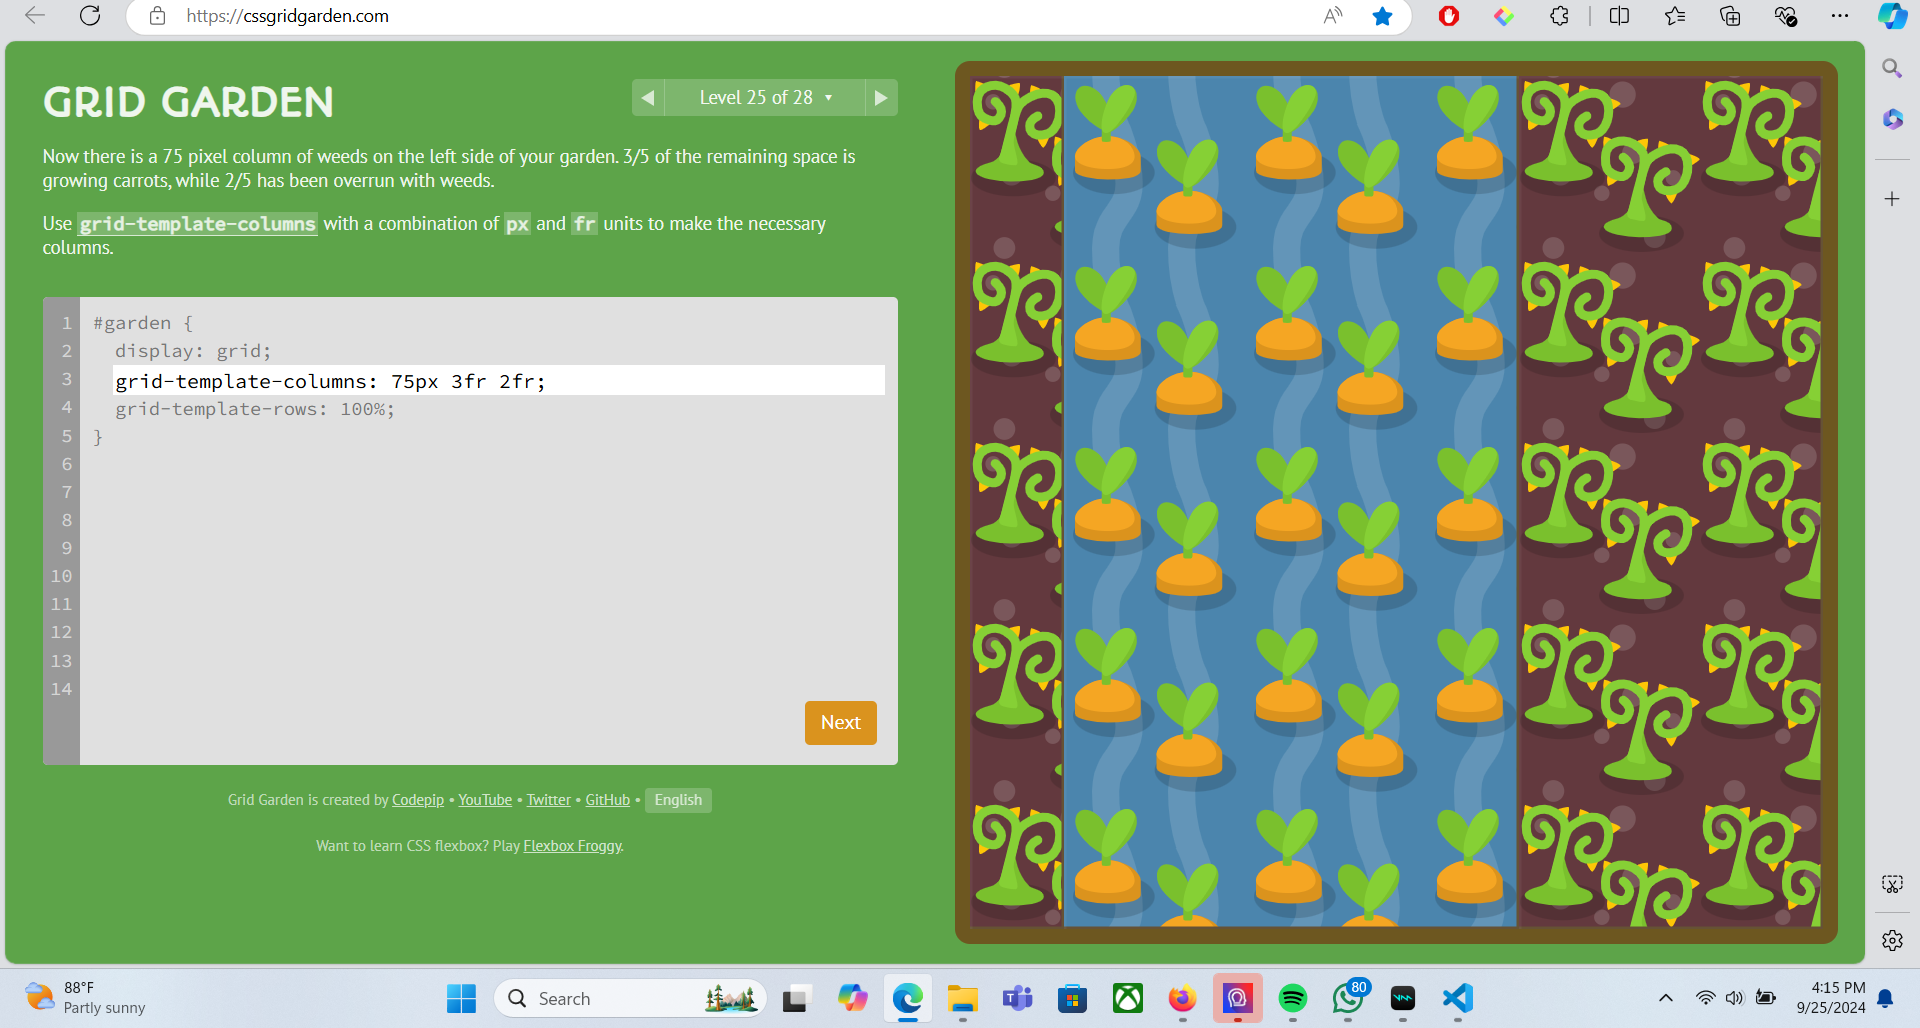 https://cssgridgarden.com
GRID GARDEN
◀ Level 25 of 28 ▼ ▶
Now there is a 75 pixel column of weeds on the left side of your garden. 3/5 of the remaining space is
growing carrots, while 2/5 has been overrun with weeds.
Use grid-template-columns with a combination of px and fr units to make the necessary
columns.
1 #garden {
2 display: grid;
3 grid-template-columns: 75px 3fr 2fr;
4 grid-template-rows: 100%;
5 }
6
7
8
9
10
11
12
13
14
Next
Grid Garden is created by Codepip • YouTube • Twitter • GitHub • English
Want to learn CSS flexbox? Play Flexbox Froggy.
88°F
Partly sunny
Search
80
4:15 PM
9/25/2024